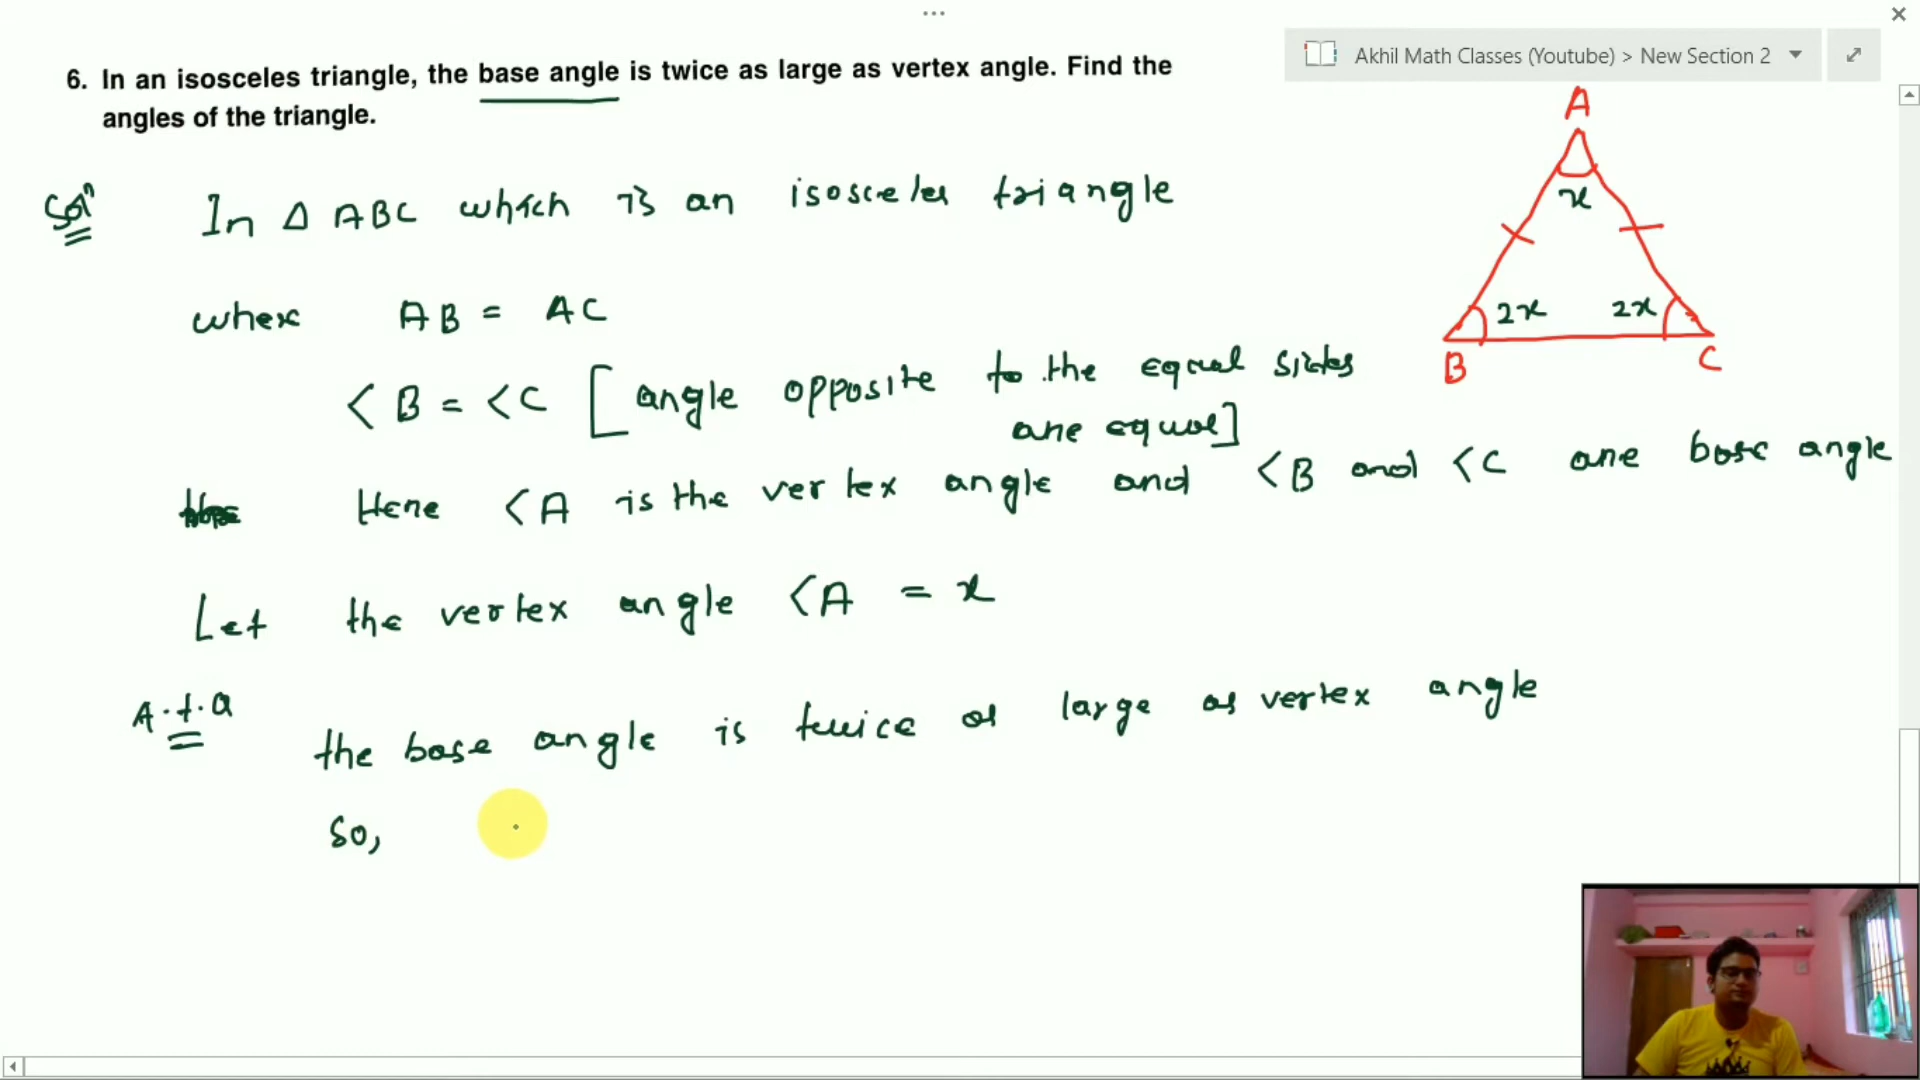 Akhil Math Classes (Youtube) > New Section 2
6. In an isosceles triangle, the base angle is twice as large as vertex angle. Find the
angles of the triangle.
Solⁿ In Δ ABC which is an isosceles triangle
where AB = AC
<B = <C [angle opposite to the equal sides
are equal]
Here <A is the vertex angle and <B and <C are base angle
Let the vertex angle <A = x
A.t.Q
the base angle is twice as large as vertex angle
So,
A
x
2x 2x
B C